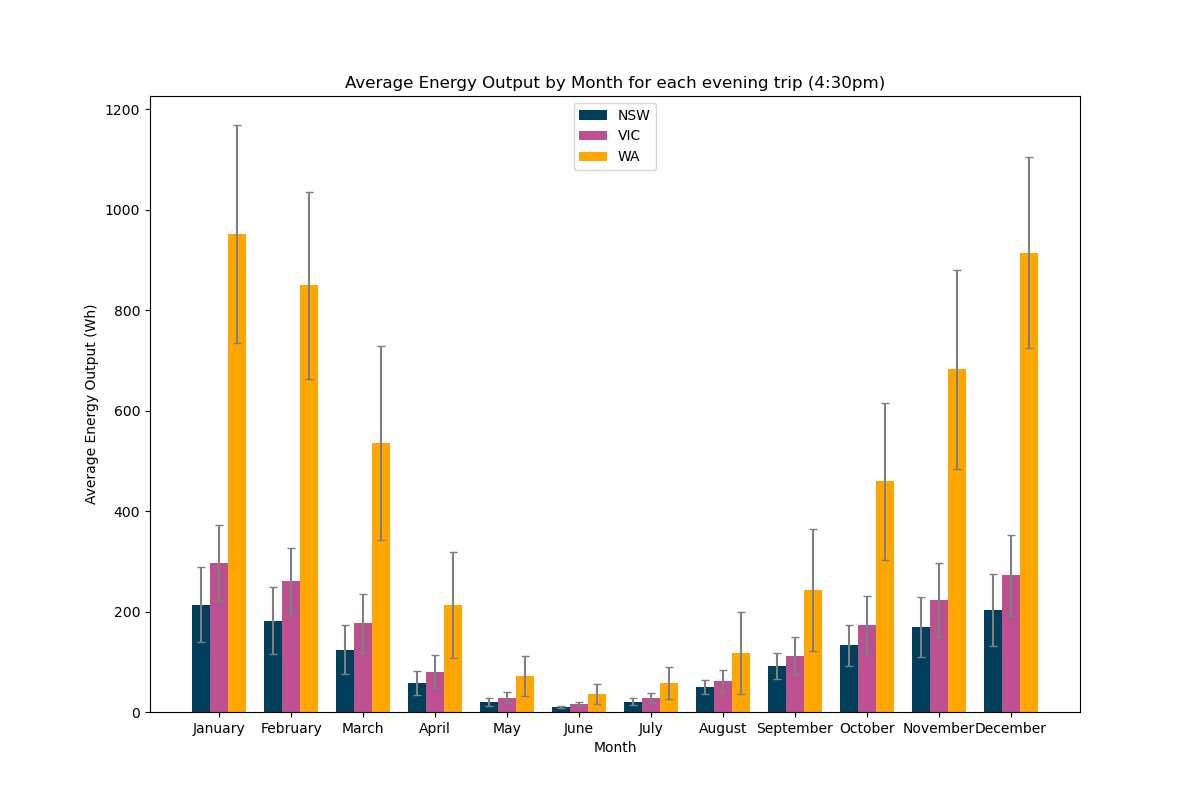 Average Energy Output by Month for each evening trip (4:30pm)
NSW
VIC
WA
1200
1000
800
600
400
200
0
Average Energy Output (Wh)
January February March April May June July August September October November December
Month